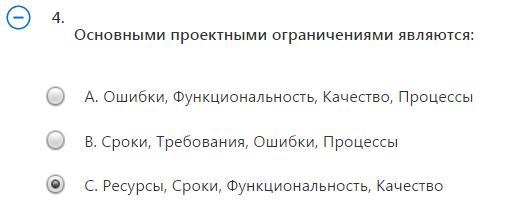 4.
Основными проектными ограничениями являются:
A. Ошибки, Функциональность, Качество, Процессы
B. Сроки, Требования, Ошибки, Процессы
C. Ресурсы, Сроки, Функциональность, Качество